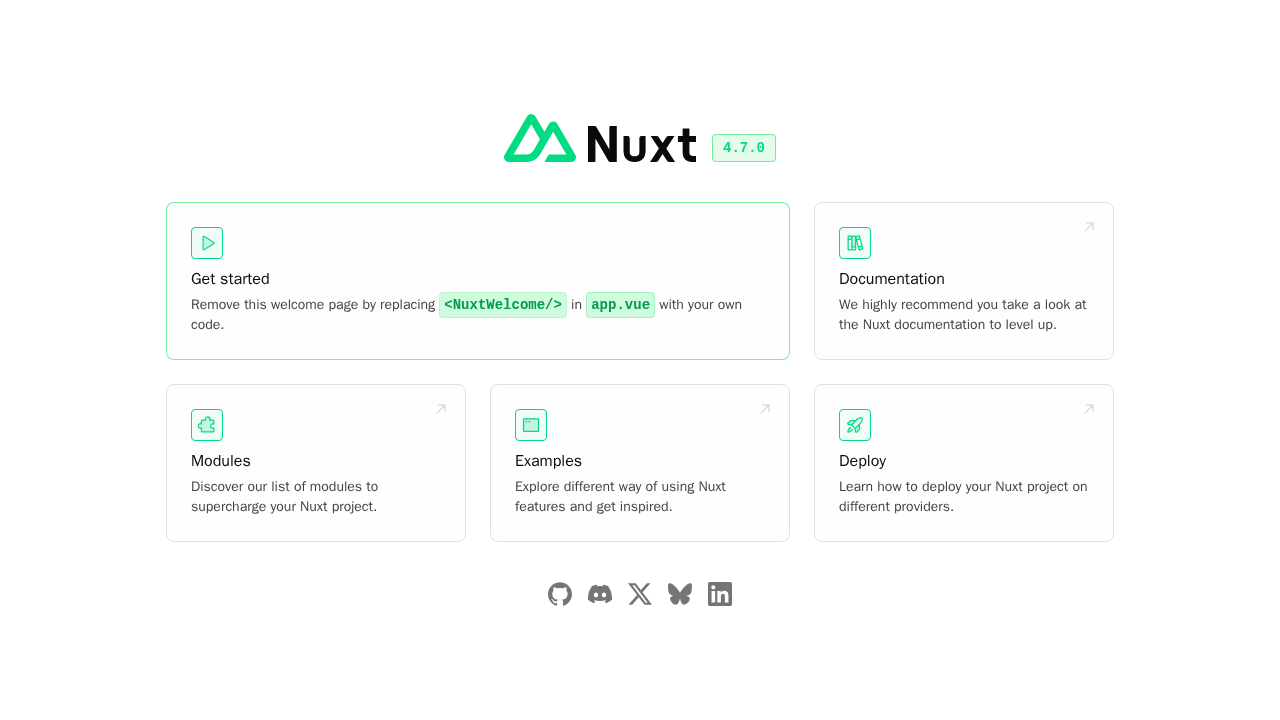 Nuxt 4.7.0
Get started
Remove this welcome page by replacing <NuxtWelcome/> in app.vue with your own
code.
Documentation
We highly recommend you take a look at
the Nuxt documentation to level up.
Modules
Discover our list of modules to
supercharge your Nuxt project.
Examples
Explore different way of using Nuxt
features and get inspired.
Deploy
Learn how to deploy your Nuxt project on
different providers.